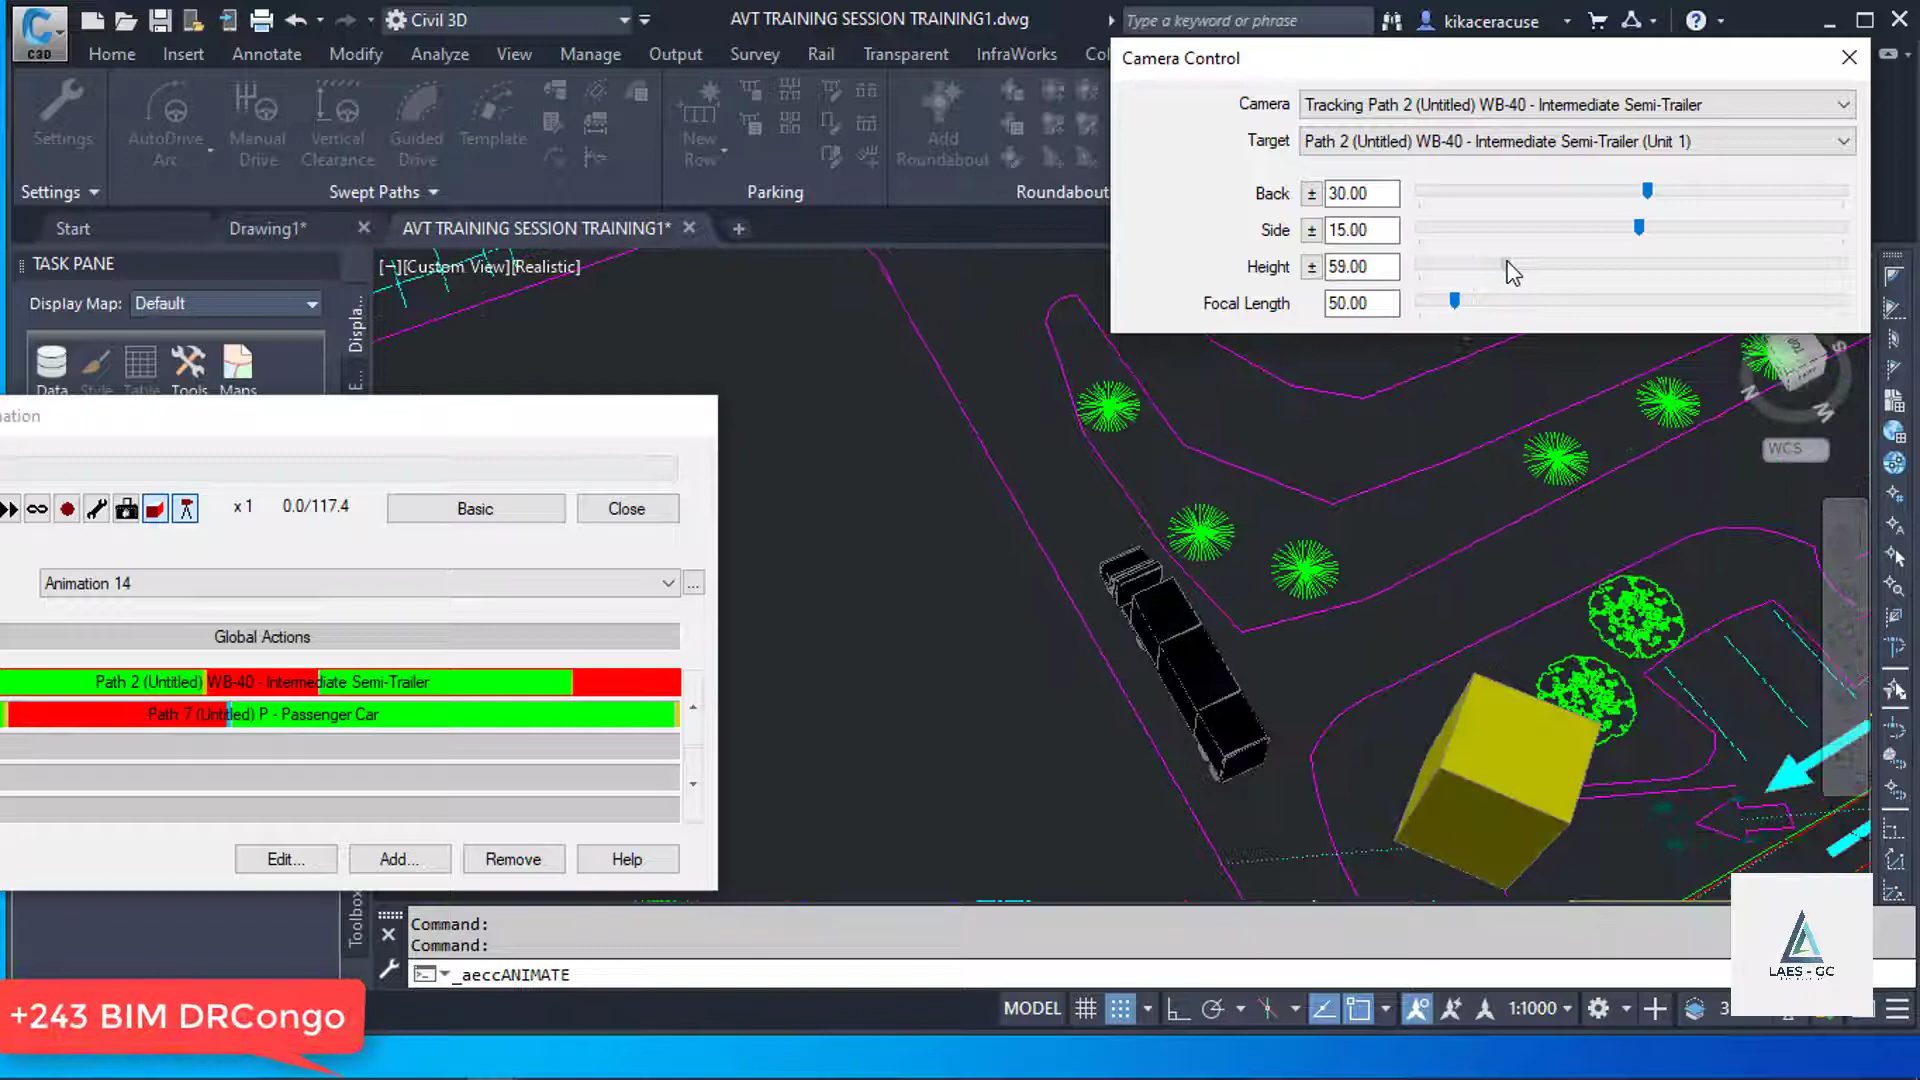 C3D
Civil 3D
AVT TRAINING SESSION TRAINING1.dwg
Type a keyword or phrase
kikaceracuse
Home Insert Annotate Modify Analyze View Manage Output Survey Rail Transparent InfraWorks
Settings
AutoDrive Arc
Manual Drive
Vertical Clearance
Guided Drive
Template
New Row
Add Roundabout
Settings
Swept Paths
Parking
Roundabout
Start
Drawing1*
AVT TRAINING SESSION TRAINING1*
TASK PANE
Display Map: Default
Data Style Table Tools Maps
Displa...
E...
Toolbox
[−][Custom View][Realistic]
Camera Control
Camera Tracking Path 2 (Untitled) WB-40 - Intermediate Semi-Trailer
Target Path 2 (Untitled) WB-40 - Intermediate Semi-Trailer (Unit 1)
Back ± 30.00
Side ± 15.00
Height ± 59.00
Focal Length 50.00
TOP
S
N
W
WCS
nation
x 1 0.0/117.4
Basic
Close
Animation 14
...
Global Actions
Path 2 (Untitled) WB-40 - Intermediate Semi-Trailer
Path 7 (Untitled) P - Passenger Car
Edit...
Add...
Remove
Help
Command:
Command:
_aeccANIMATE
MODEL
1:1000
3
+243 BIM DRCongo
LAES - GC